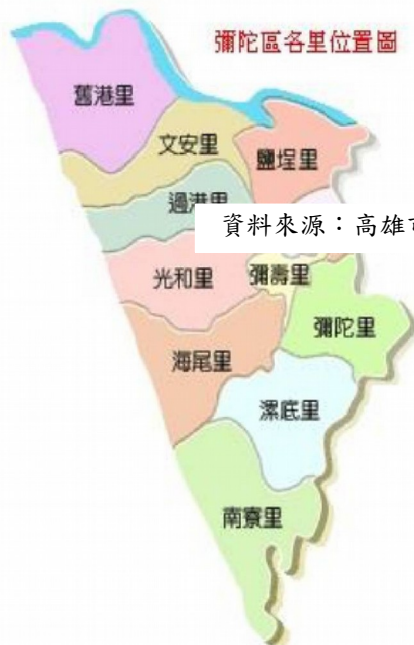 彌陀區各里位置圖
舊港里
文安里
鹽埕里
過港里
資料來源：高雄
光和里
彌壽里
彌陀里
海尾里
漯底里
南寮里